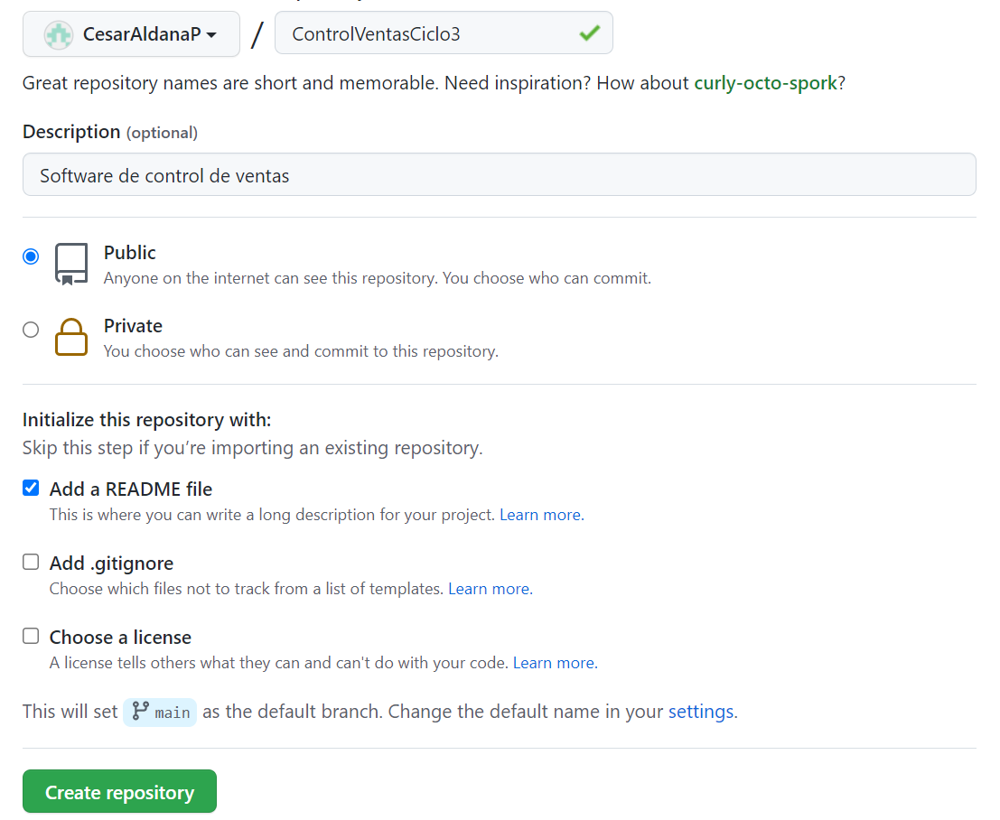 CesarAldanaP / ControlVentasCiclo3
Great repository names are short and memorable. Need inspiration? How about curly-octo-spork?
Description (optional)
Software de control de ventas
Public
Anyone on the internet can see this repository. You choose who can commit.
Private
You choose who can see and commit to this repository.
Initialize this repository with:
Skip this step if you’re importing an existing repository.
Add a README file
This is where you can write a long description for your project. Learn more.
Add .gitignore
Choose which files not to track from a list of templates. Learn more.
Choose a license
A license tells others what they can and can't do with your code. Learn more.
This will set main as the default branch. Change the default name in your settings.
Create repository